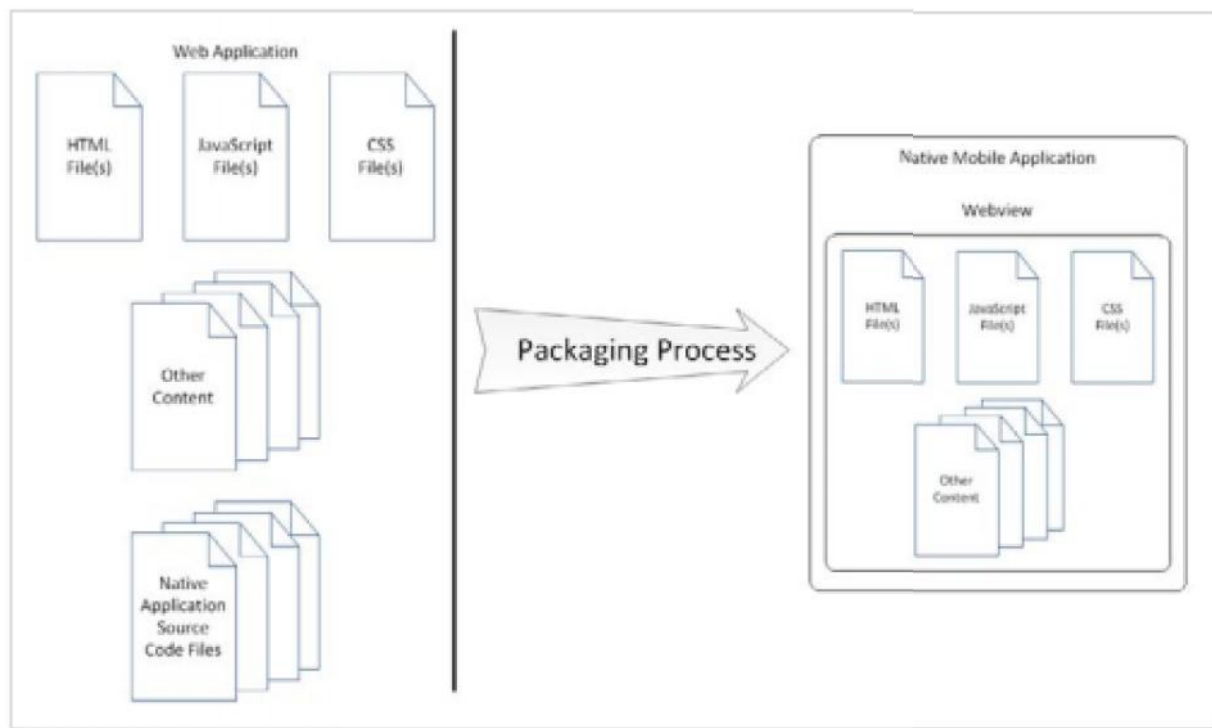 Web Application
HTML
File(s)
JavaScript
File(s)
CSS
File(s)
Other
Content
Native
Application
Source
Code Files
Packaging Process
Native Mobile Application
Webview
HTML
File(s)
JavaScript
File(s)
CSS
File(s)
Other
Content